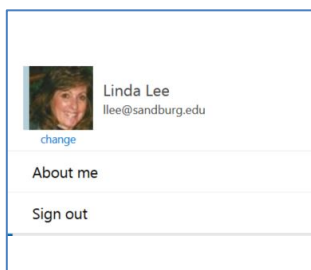 Linda Lee
llee@sandburg.edu
change
About me
Sign out